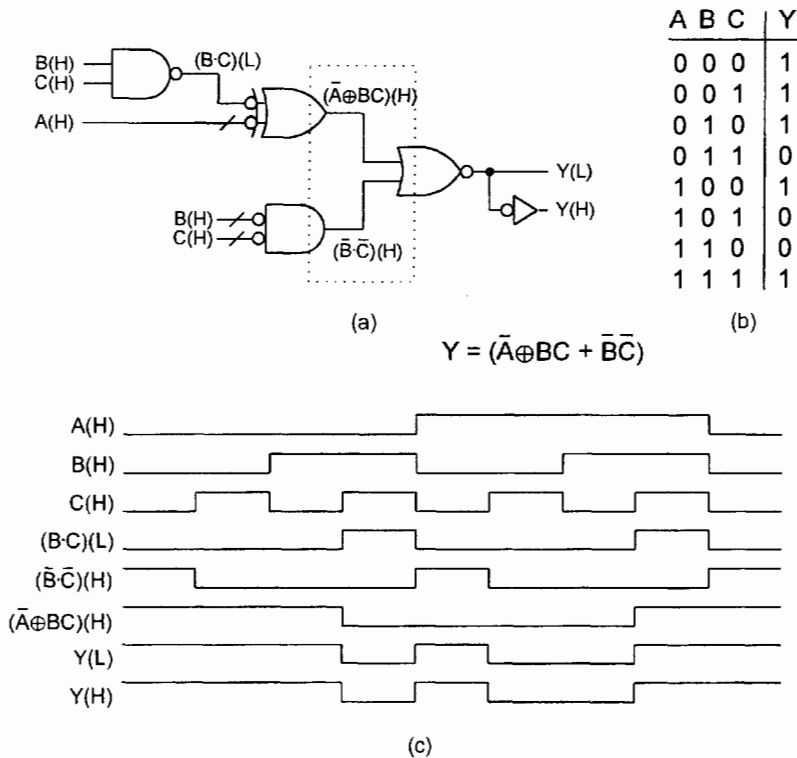 B(H)
C(H)
(B·C)(L)
A(H)
(Ā⊕BC)(H)
B(H)
C(H)
(B̄·C̄)(H)
Y(L)
Y(H)
(a)
A B C Y
0 0 0 1
0 0 1 1
0 1 0 1
0 1 1 0
1 0 0 1
1 0 1 0
1 1 0 0
1 1 1 1
(b)
Y = (Ā⊕BC + B̄C̄)
A(H)
B(H)
C(H)
(B·C)(L)
(B̄·C̄)(H)
(Ā⊕BC)(H)
Y(L)
Y(H)
(c)